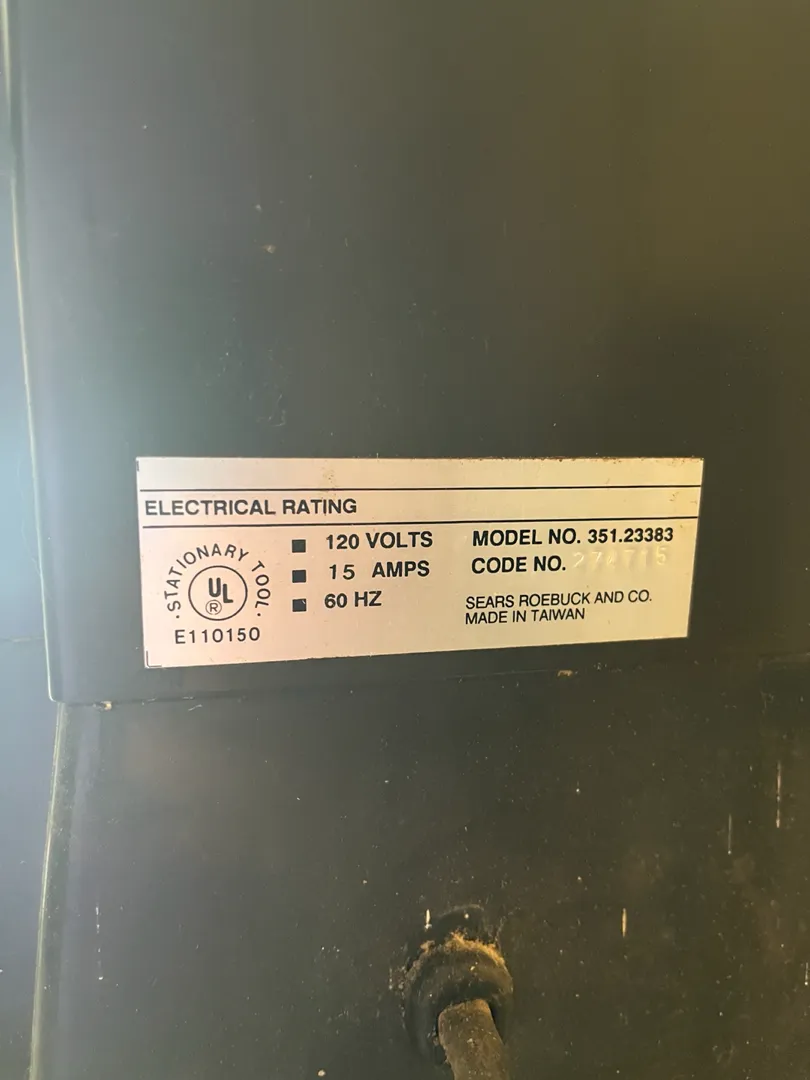 ELECTRICAL RATING
· STATIONARY TOOL ·
UL
®
E110150
■ 120 VOLTS
■ 15 AMPS
■ 60 HZ
MODEL NO. 351.23383
CODE NO.
SEARS ROEBUCK AND CO.
MADE IN TAIWAN